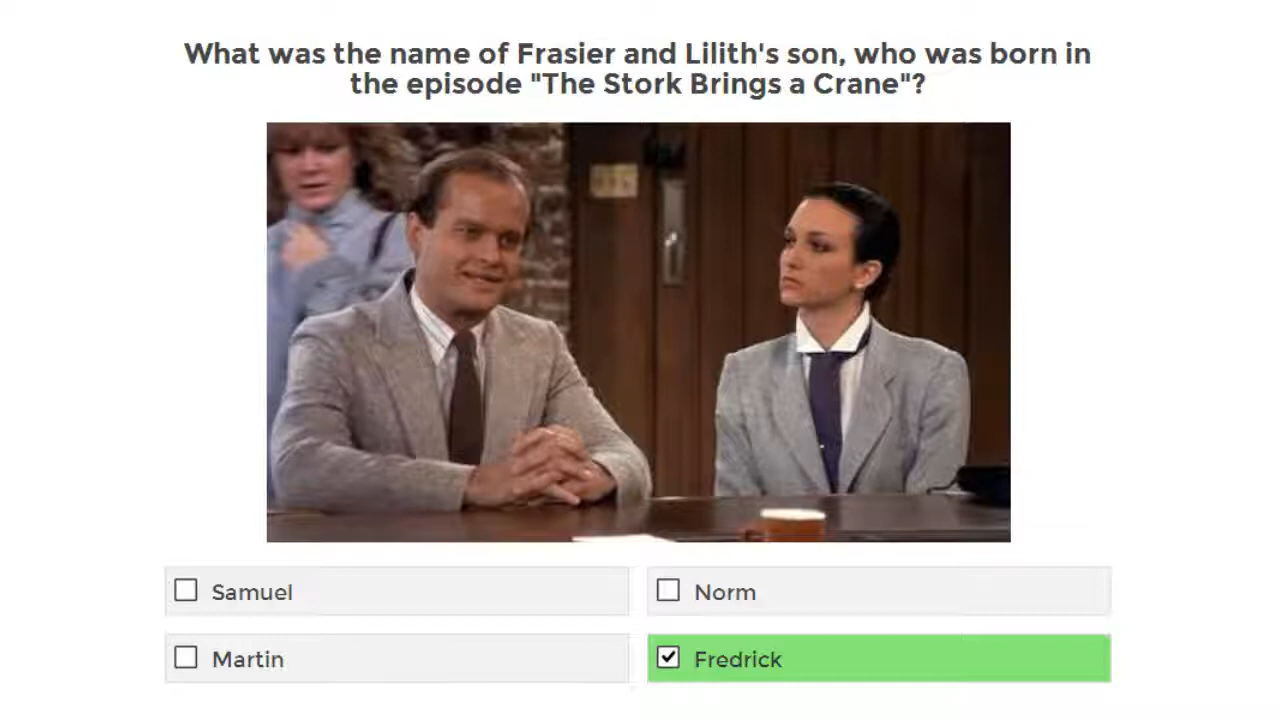 What was the name of Frasier and Lilith's son, who was born in
the episode "The Stork Brings a Crane"?
Samuel
Norm
Martin
Fredrick